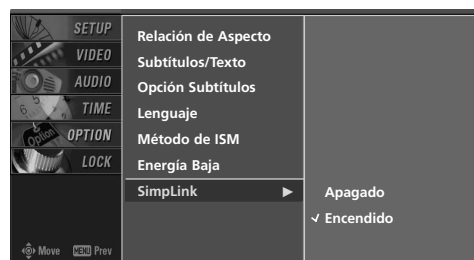 SETUP
VIDEO
AUDIO
TIME
OPTION
LOCK
Relación de Aspecto
Subtítulos/Texto
Opción Subtítulos
Lenguaje
Método de ISM
Energía Baja
SimpLink ▶
Apagado
✓ Encendido
Option
Move MENU Prev